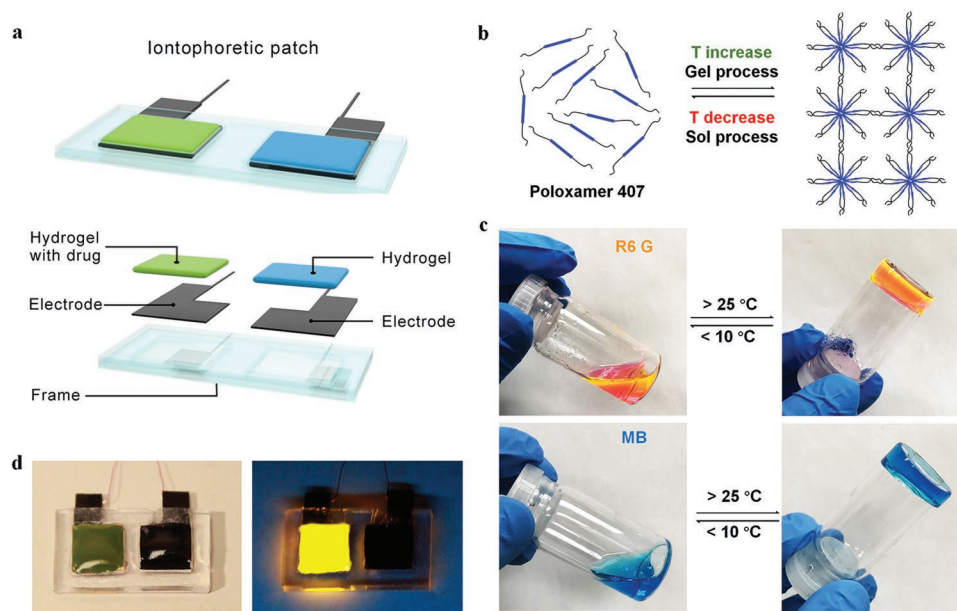 a
Iontophoretic patch
Hydrogel
with drug
Hydrogel
Electrode
Electrode
Frame
b
T increase
Gel process
T decrease
Sol process
Poloxamer 407
c
R6 G
> 25 °C
< 10 °C
MB
> 25 °C
< 10 °C
d